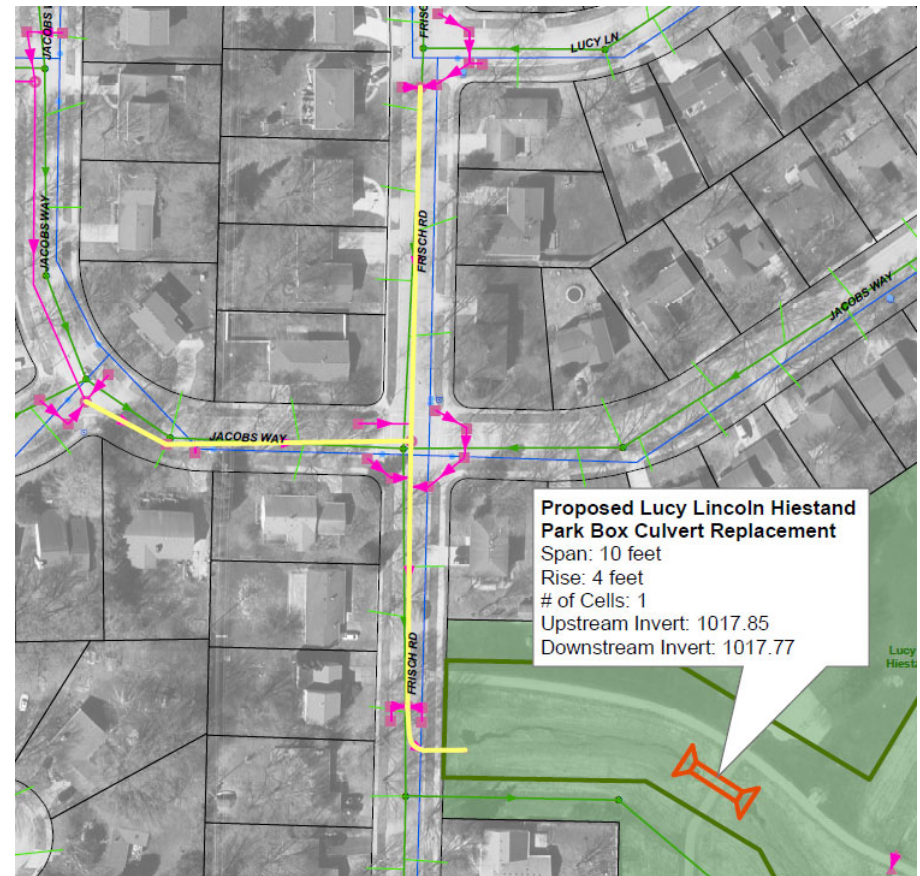 JACOBS W
FRISC
LUCY LN
JACOBS WAY
FRISCH RD
JACOBS WAY
JACOBS WAY
Proposed Lucy Lincoln Hiestand
Park Box Culvert Replacement
Span: 10 feet
Rise: 4 feet
# of Cells: 1
Upstream Invert: 1017.85
Downstream Invert: 1017.77
Lucy
Hiesta
FRISCH RD